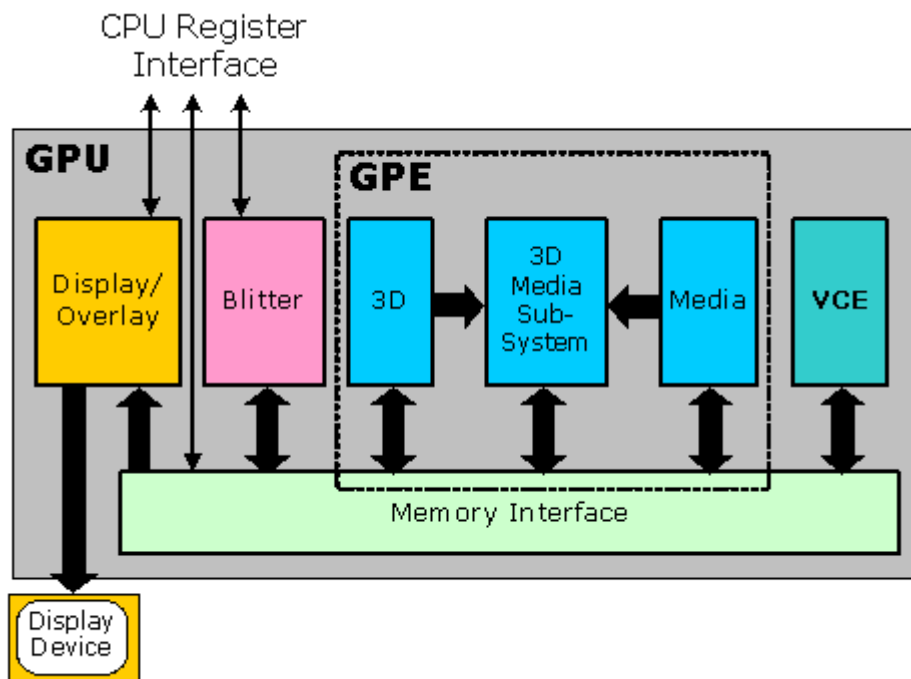 CPU Register
Interface
GPU
GPE
Display/
Overlay
Blitter
3D
3D
Media
Sub-
System
Media
VCE
Memory Interface
Display
Device